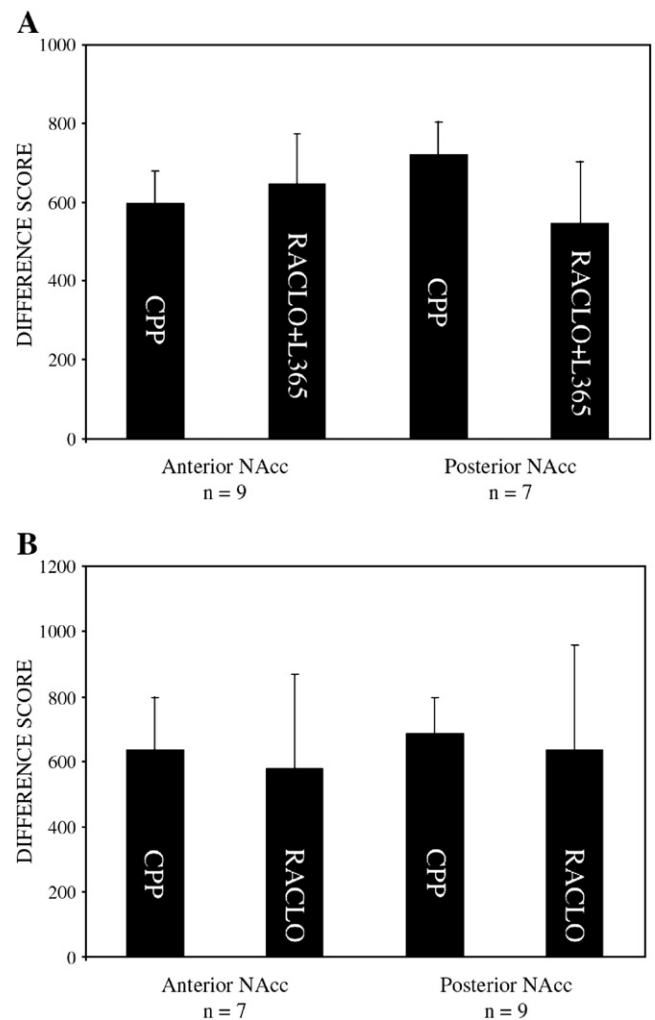 A
1000
800
600
400
200
0
DIFFERENCE SCORE
CPP
RACLO+L365
CPP
RACLO+L365
Anterior NAcc
n = 9
Posterior NAcc
n = 7
B
1200
1000
800
600
400
200
0
DIFFERENCE SCORE
CPP
RACLO
CPP
RACLO
Anterior NAcc
n = 7
Posterior NAcc
n = 9